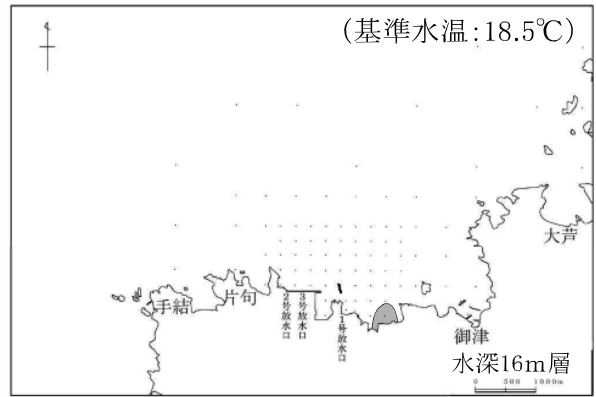 (基準水温:18.5℃)
大芦
片句
手結
2号放水口
3号放水口
1号放水口
御津
水深16m層
0 500 1000m